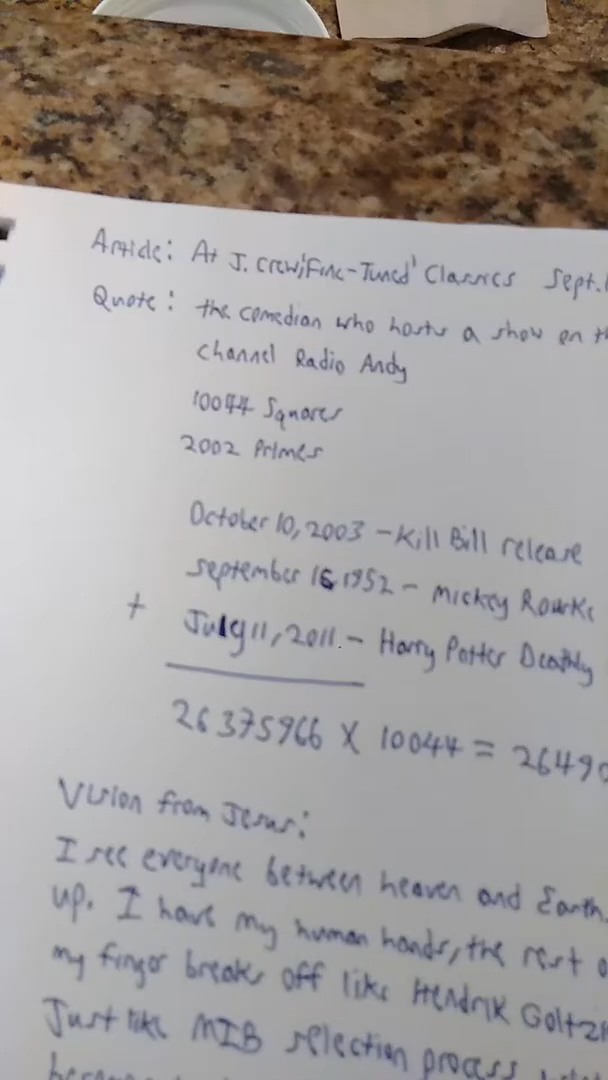 Article: At J. Crew, 'Fine-Tuned' Classics Sept.
Quote: the comedian who hosts a show on
channel Radio Andy
10044 Squares
2002 Primes
October 10, 2003 - Kill Bill release
September 16, 1952 - Mickey Rourke
+ July 11, 2011. - Harry Potter Deathly
26375966 X 10044 = 2649
Vision from Jesus:
I see everyone between heaven and Earth
up. I have my human hands, the rest
my finger breaks off like Hendrik
Just like MIB selection process